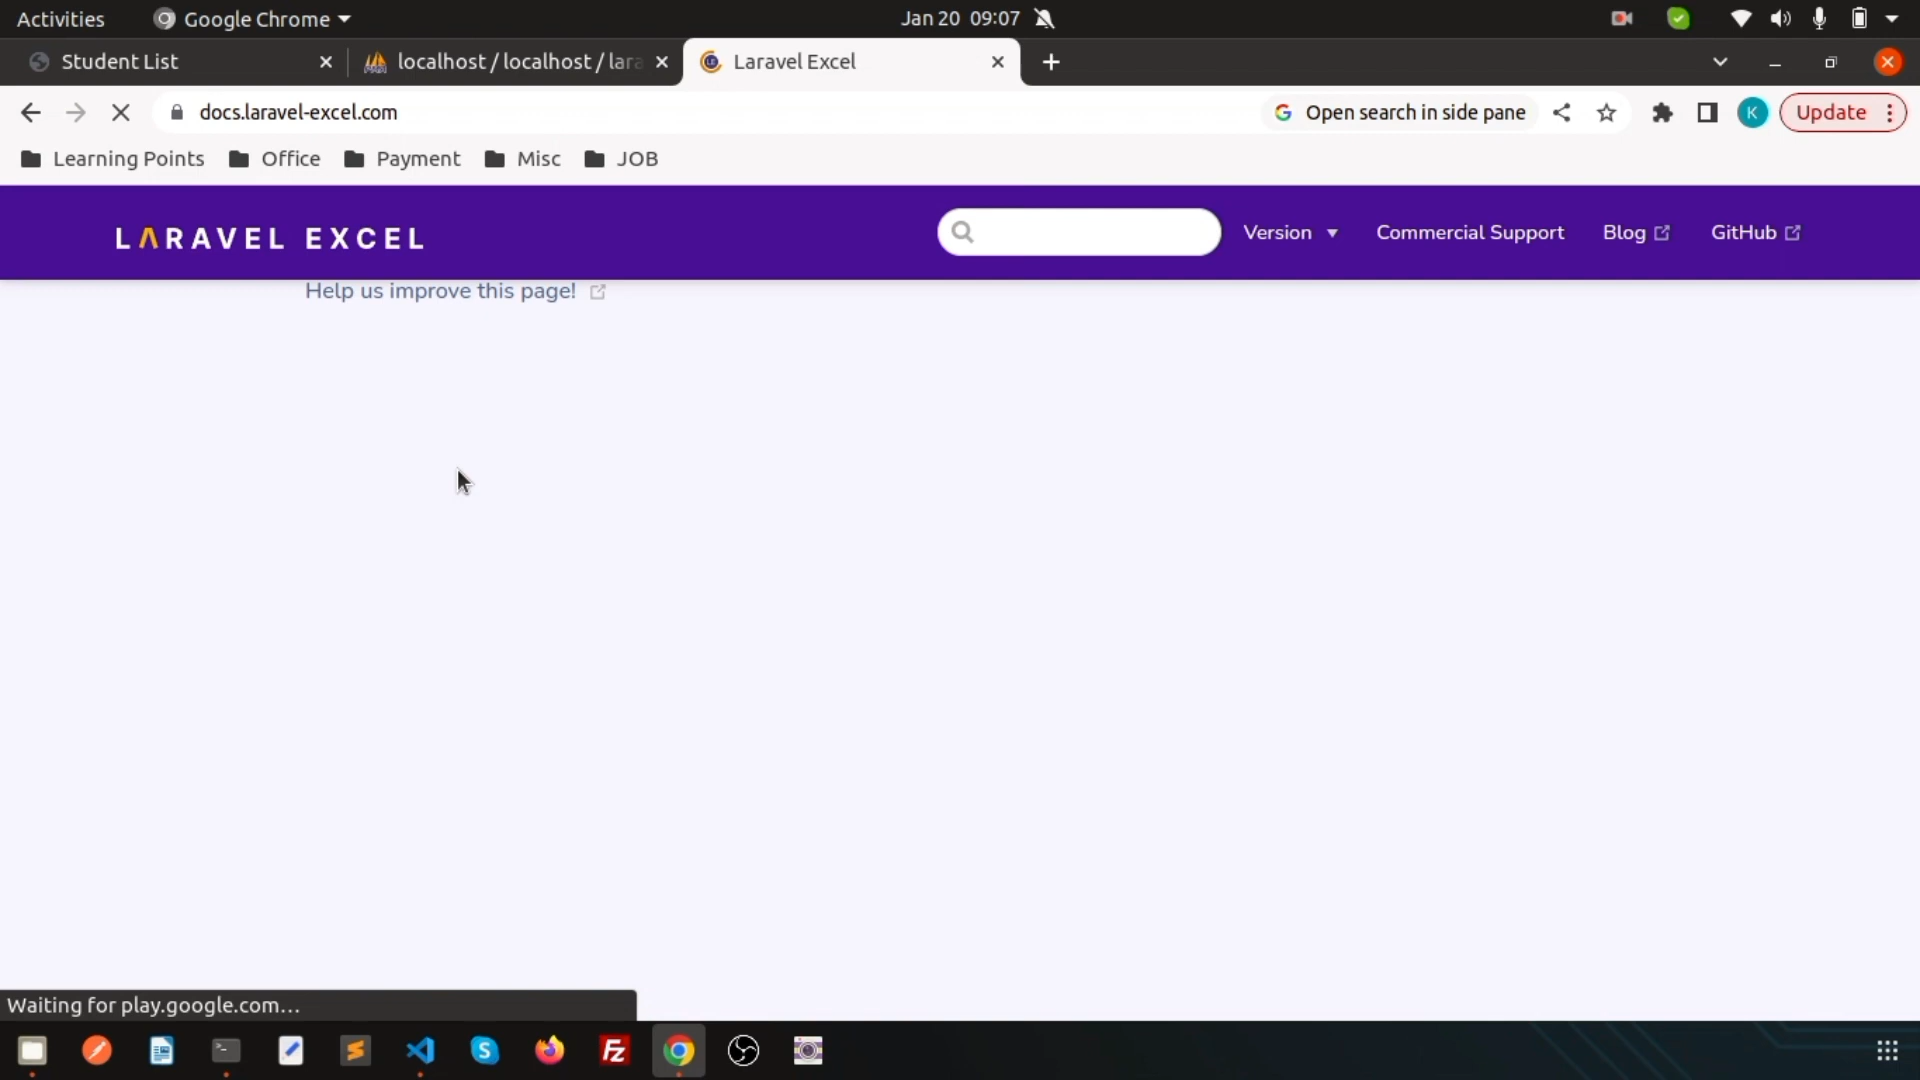 Activities
Google Chrome
Jan 20 09:07
Student List
localhost / localhost / lara
Laravel Excel
docs.laravel-excel.com
Open search in side pane
K
Update
Learning Points
Office
Payment
Misc
JOB
LARAVEL EXCEL
Version
Commercial Support
Blog
GitHub
Help us improve this page!
Waiting for play.google.com...